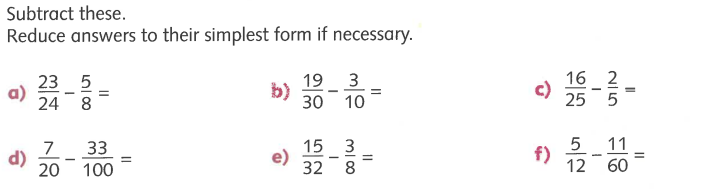 Subtract these.
Reduce answers to their simplest form if necessary.
a) 23/24 − 5/8 =
b) 19/30 − 3/10 =
c) 16/25 − 2/5 =
d) 7/20 − 33/100 =
e) 15/32 − 3/8 =
f) 5/12 − 11/60 =